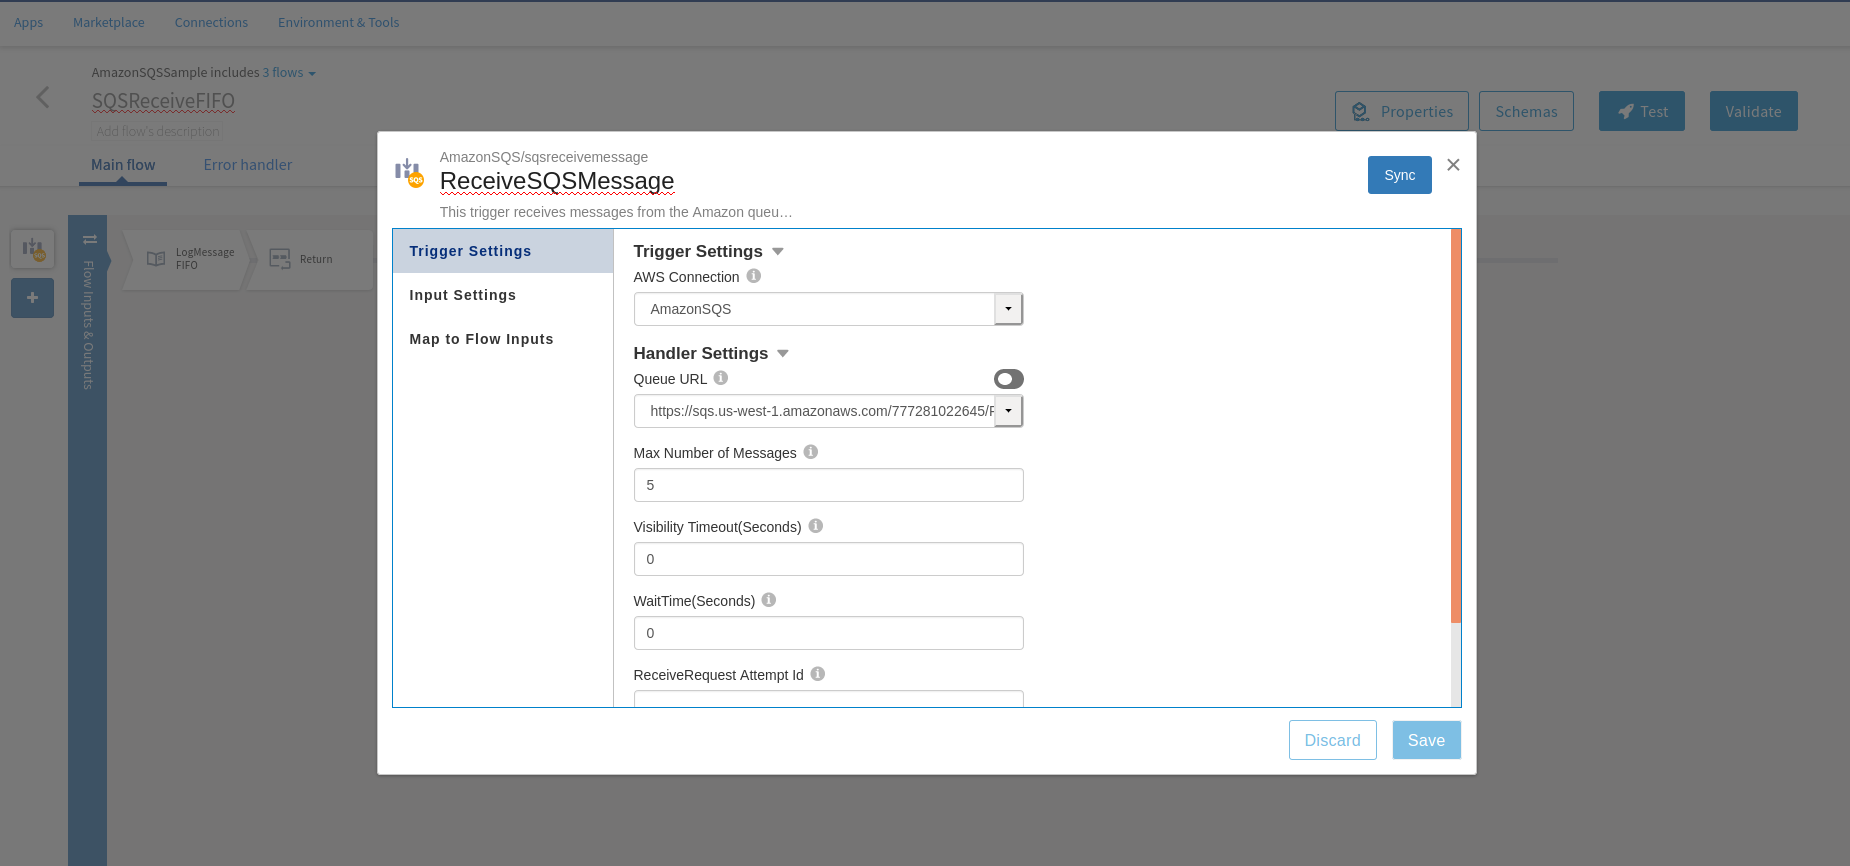 Apps Marketplace Connections Environment & Tools
AmazonSQSSample includes 3 flows
SQSReceiveFIFO
Add flow's description
Properties Schemas Test Validate
Main flow Error handler
Flow Inputs & Outputs
LogMessage
FIFO
Return
AmazonSQS/sqsreceivemessage
ReceiveSQSMessage
This trigger receives messages from the Amazon queu…
Sync
Trigger Settings
Input Settings
Map to Flow Inputs
Trigger Settings
AWS Connection
AmazonSQS
Handler Settings
Queue URL
https://sqs.us-west-1.amazonaws.com/777281022645/F
Max Number of Messages
5
Visibility Timeout(Seconds)
0
WaitTime(Seconds)
0
ReceiveRequest Attempt Id
Discard Save